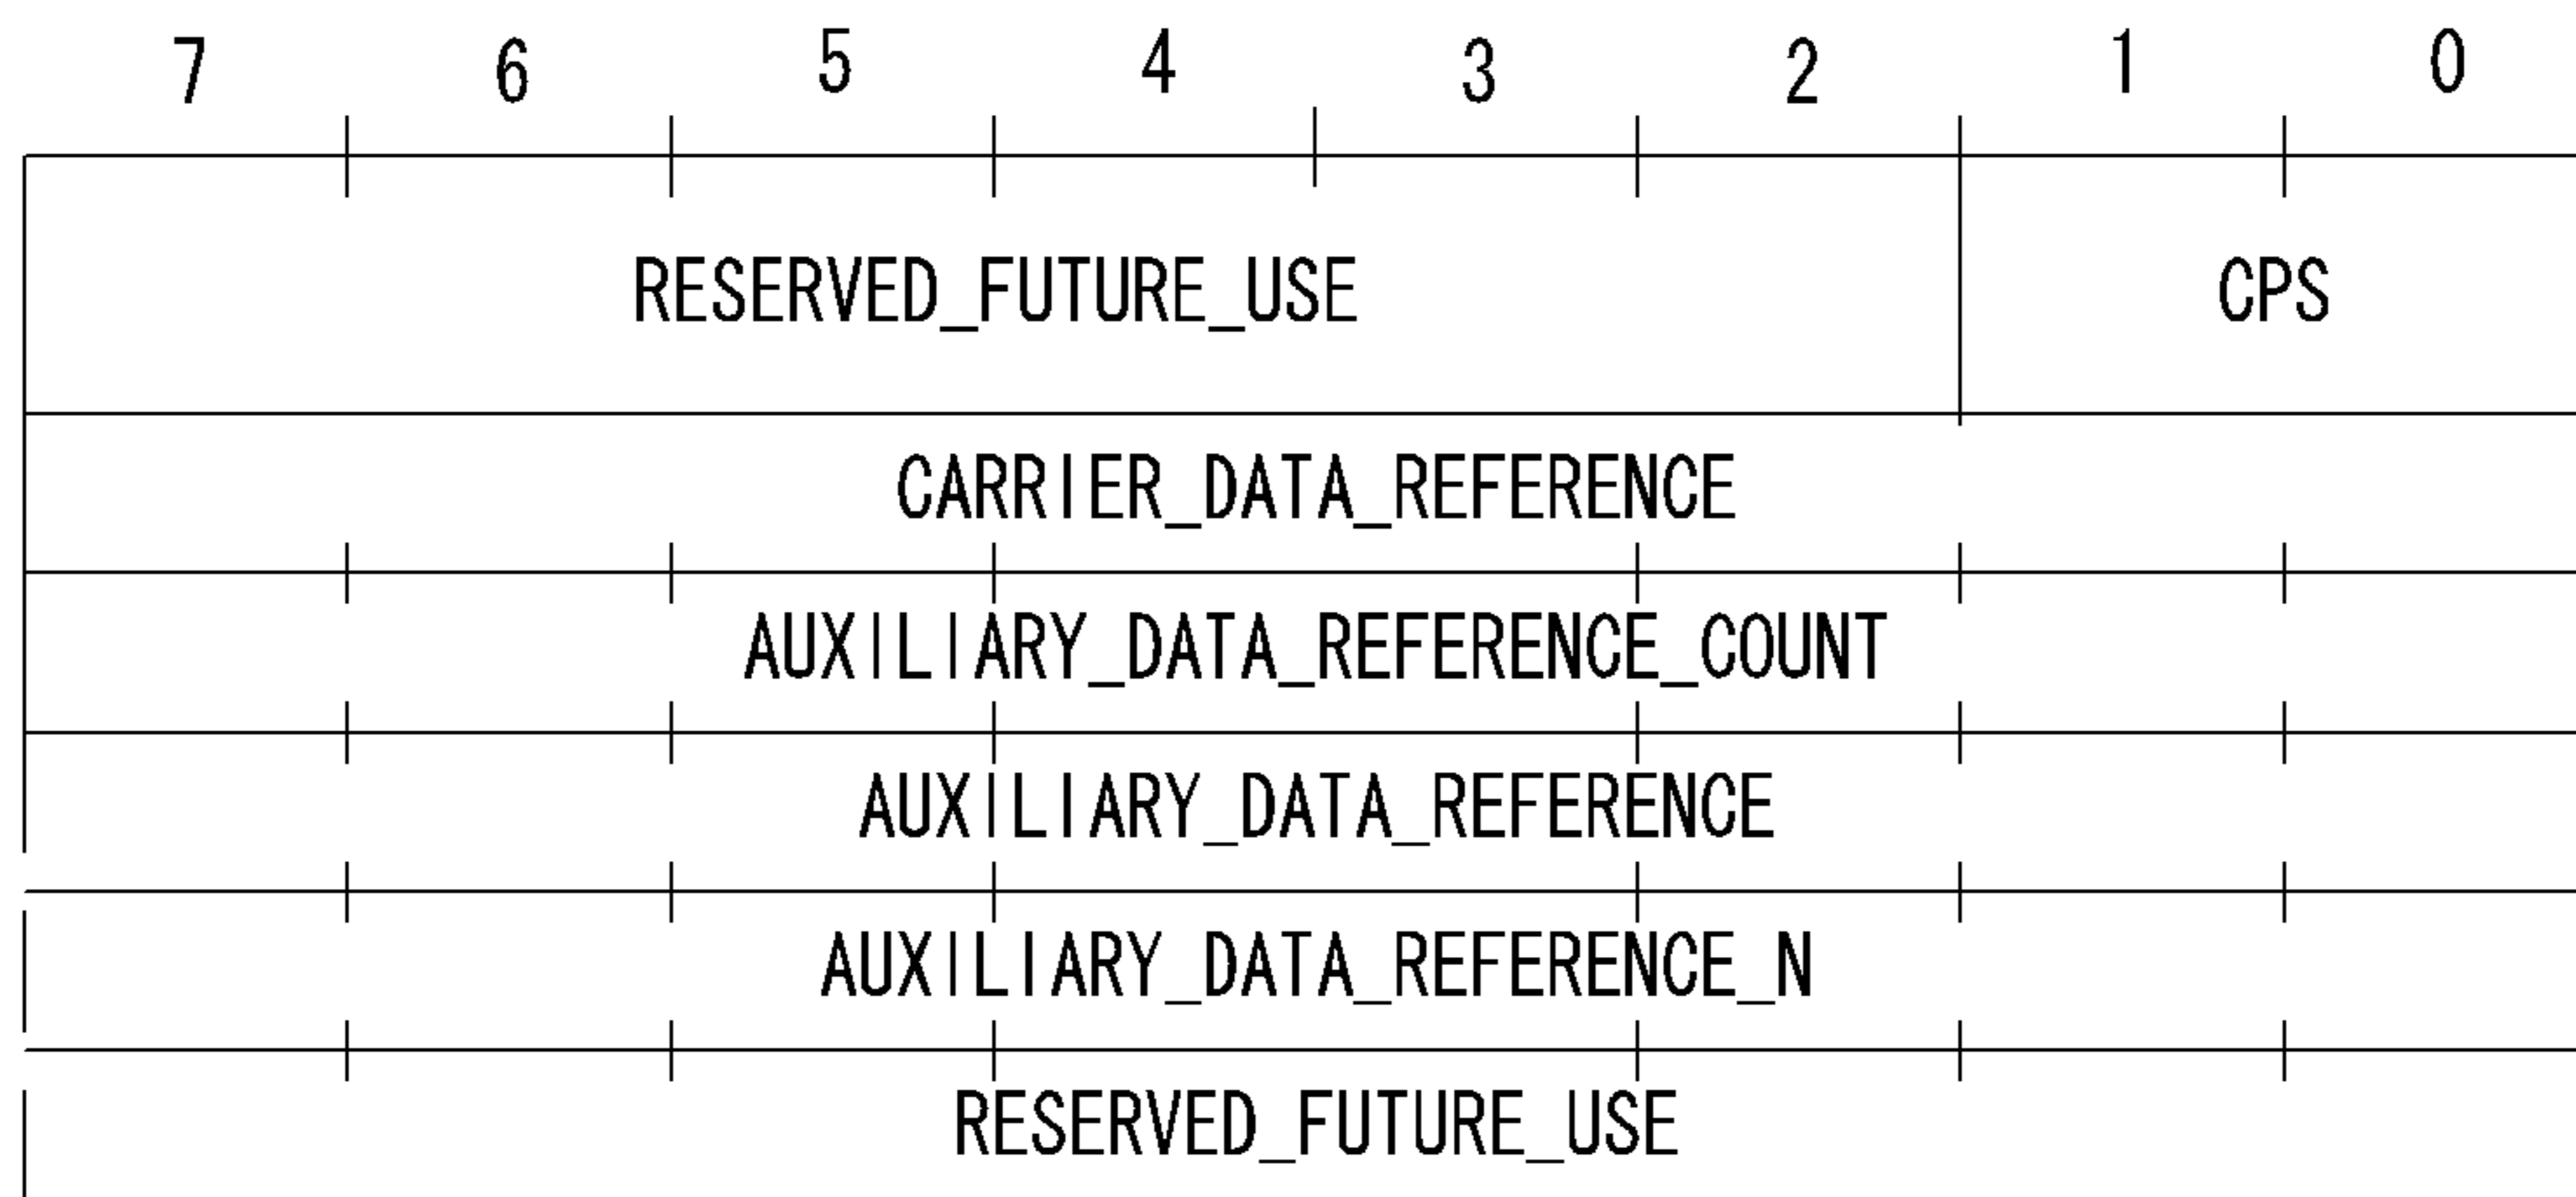 7 6 5 4 3 2 1 0
RESERVED_FUTURE_USE CPS
CARRIER_DATA_REFERENCE
AUXILIARY_DATA_REFERENCE_COUNT
AUXILIARY_DATA_REFERENCE
AUXILIARY_DATA_REFERENCE_N
RESERVED_FUTURE_USE